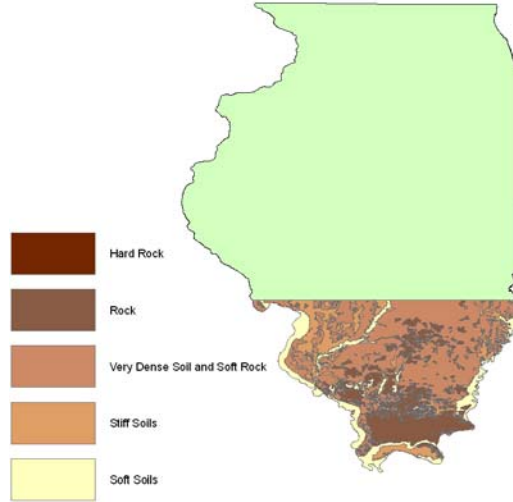 Hard Rock
Rock
Very Dense Soil and Soft Rock
Stiff Soils
Soft Soils